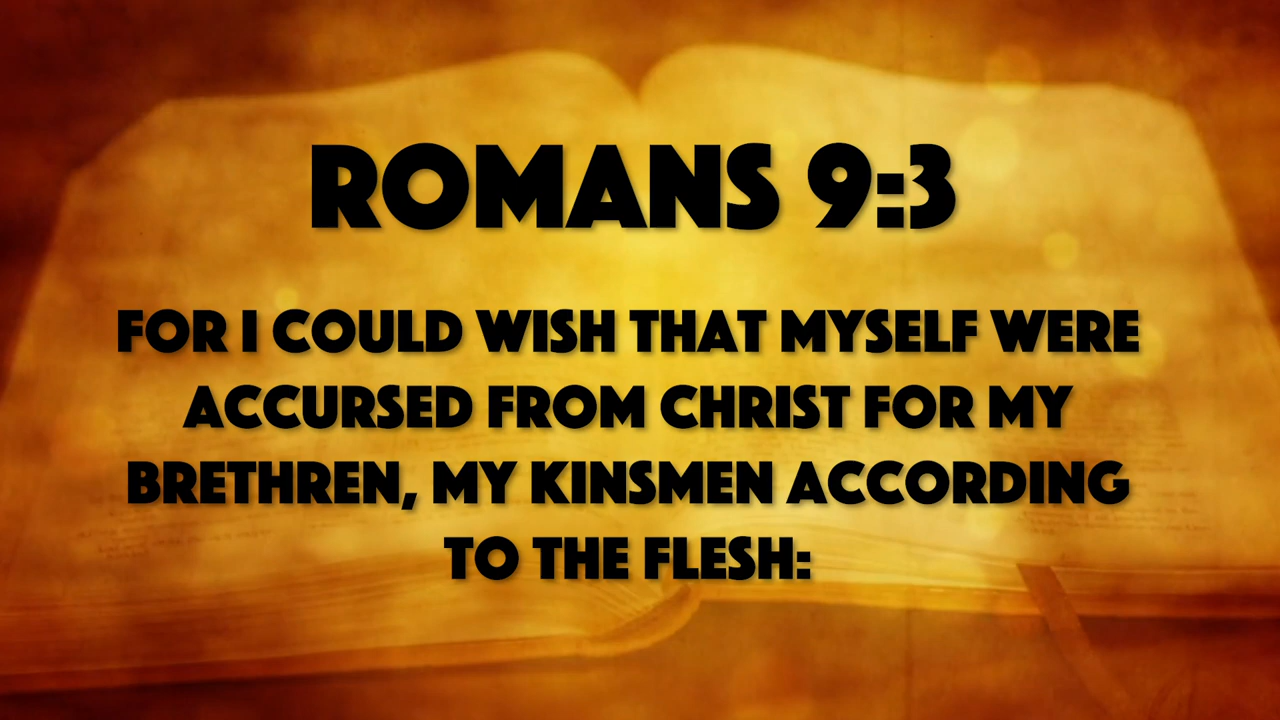 ROMANS 9:3
FOR I COULD WISH THAT MYSELF WERE
ACCURSED FROM CHRIST FOR MY
BRETHREN, MY KINSMEN ACCORDING
TO THE FLESH: